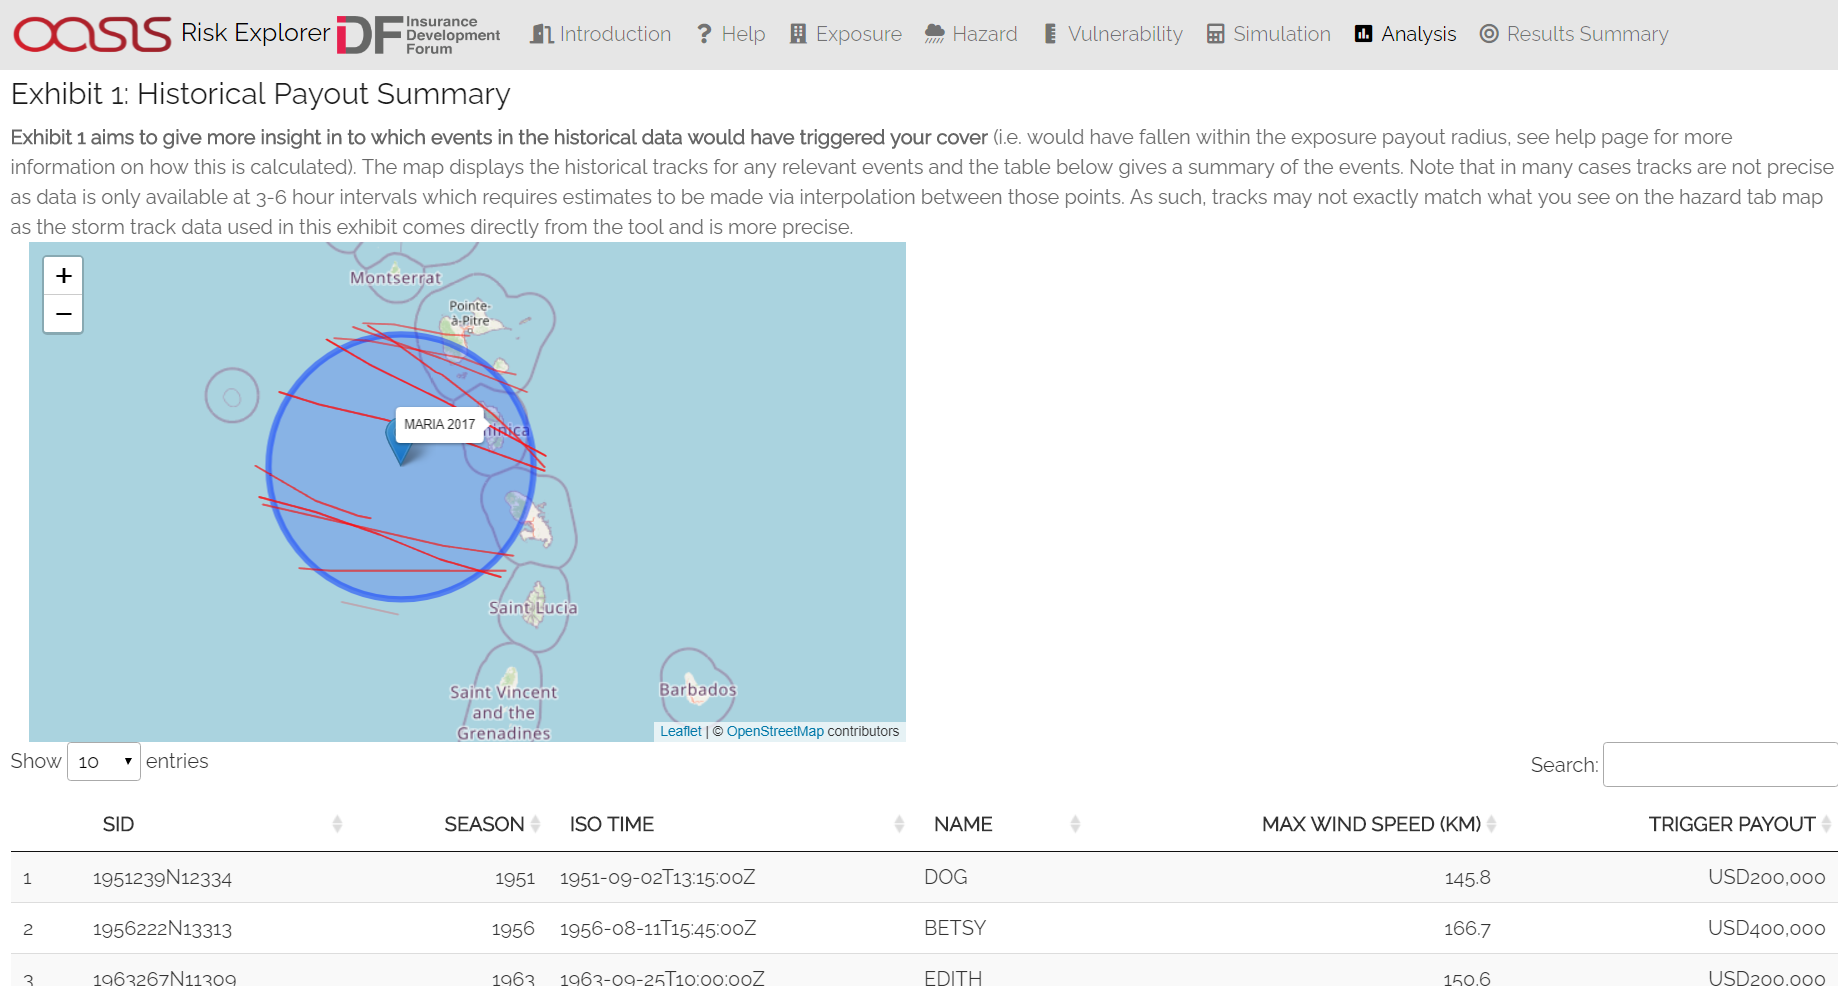 OASIS Risk Explorer IDF Insurance Development Forum Introduction ? Help Exposure Hazard Vulnerability Simulation Analysis Results Summary
Exhibit 1: Historical Payout Summary
Exhibit 1 aims to give more insight in to which events in the historical data would have triggered your cover (i.e. would have fallen within the exposure payout radius, see help page for more
information on how this is calculated). The map displays the historical tracks for any relevant events and the table below gives a summary of the events. Note that in many cases tracks are not precise
as data is only available at 3-6 hour intervals which requires estimates to be made via interpolation between those points. As such, tracks may not exactly match what you see on the hazard tab map
as the storm track data used in this exhibit comes directly from the tool and is more precise.
+
−
Montserrat
Pointe-
à-Pitre
MARIA 2017
Saint Lucia
Saint Vincent
and the
Grenadines
Barbados
Leaflet | © OpenStreetMap contributors
Show 10 entries
Search:
SID SEASON ISO TIME NAME MAX WIND SPEED (KM) TRIGGER PAYOUT
1 1951239N12334 1951 1951-09-02T13:15:00Z DOG 145.8 USD200,000
2 1956222N13313 1956 1956-08-11T15:45:00Z BETSY 166.7 USD400,000
3 1963267N11309 1963 1963-09-25T10:00:00Z EDITH 150.6 USD200,000